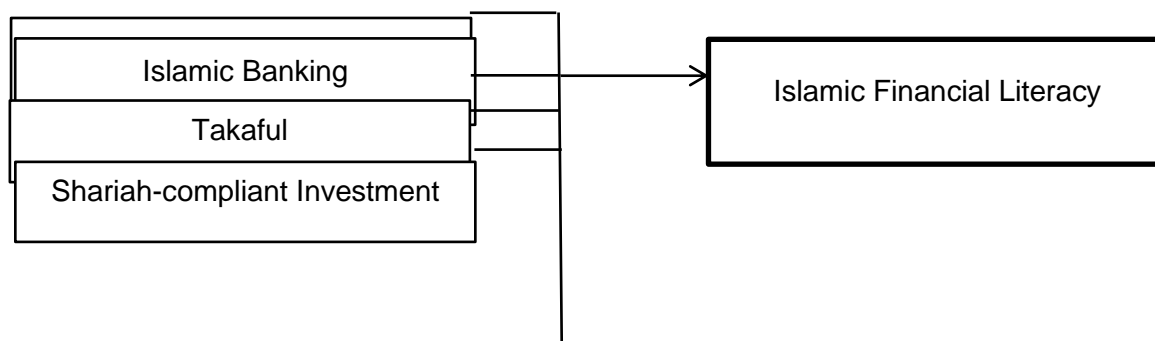 Islamic Banking
Islamic Financial Literacy
Takaful
Shariah-compliant Investment